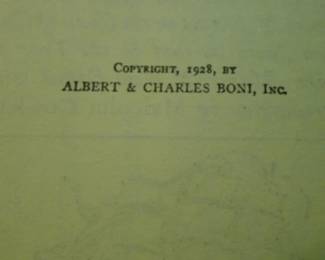 Copyright, 1928, by
ALBERT & CHARLES BONI, Inc.